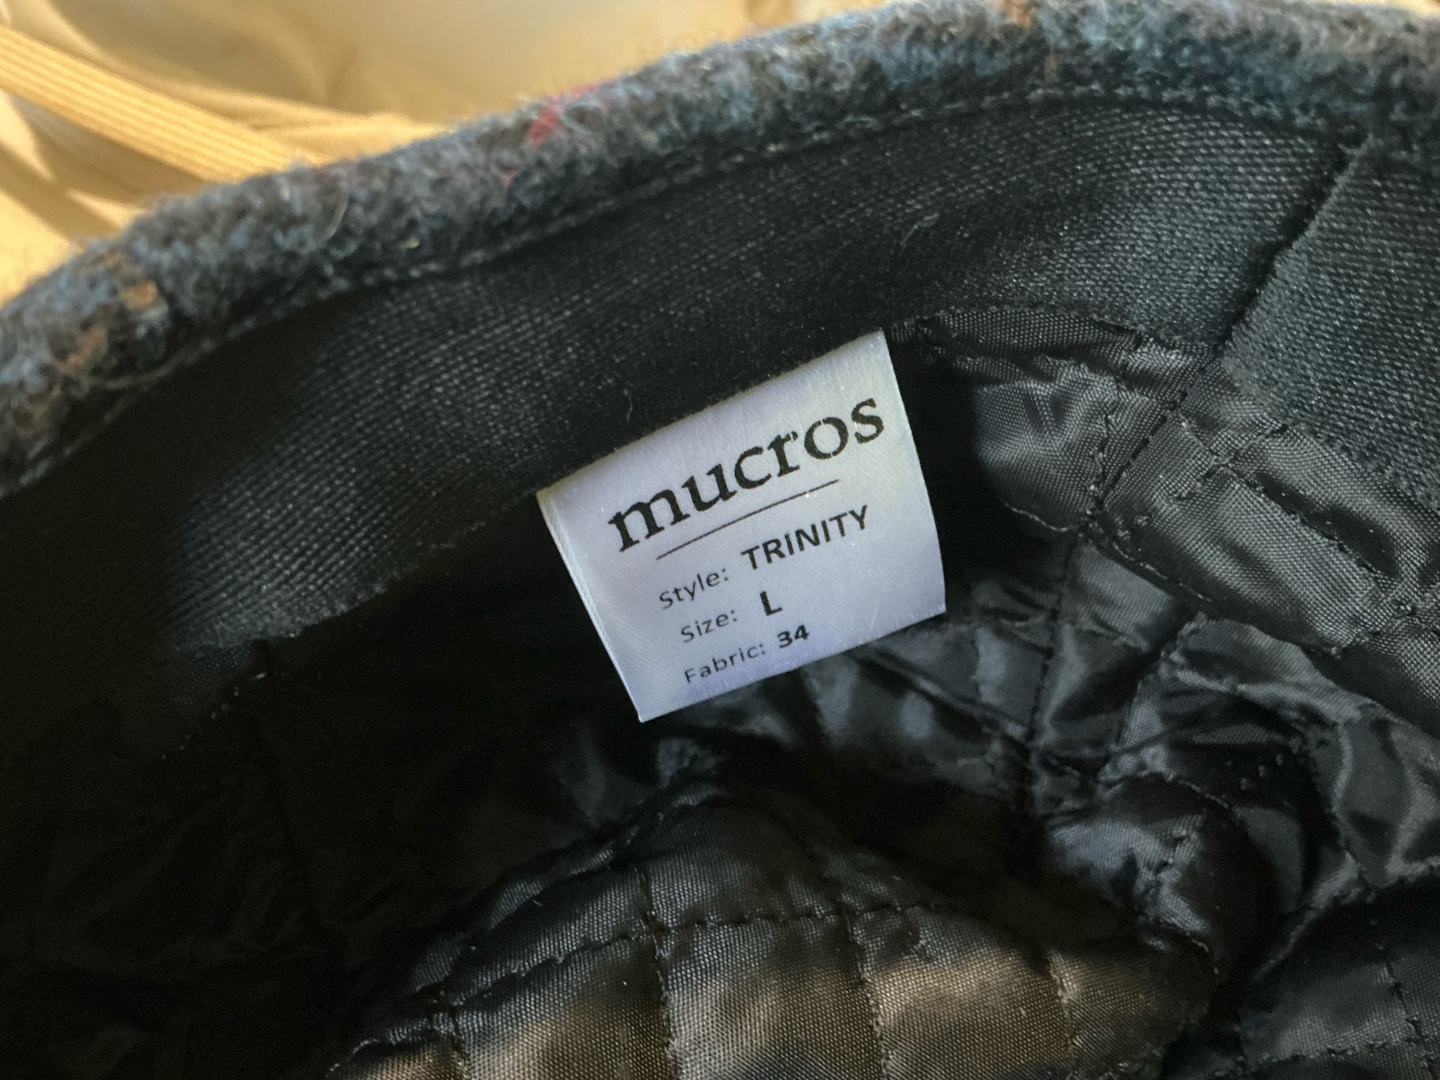 mucros
Style: TRINITY
Size: L
Fabric: 34